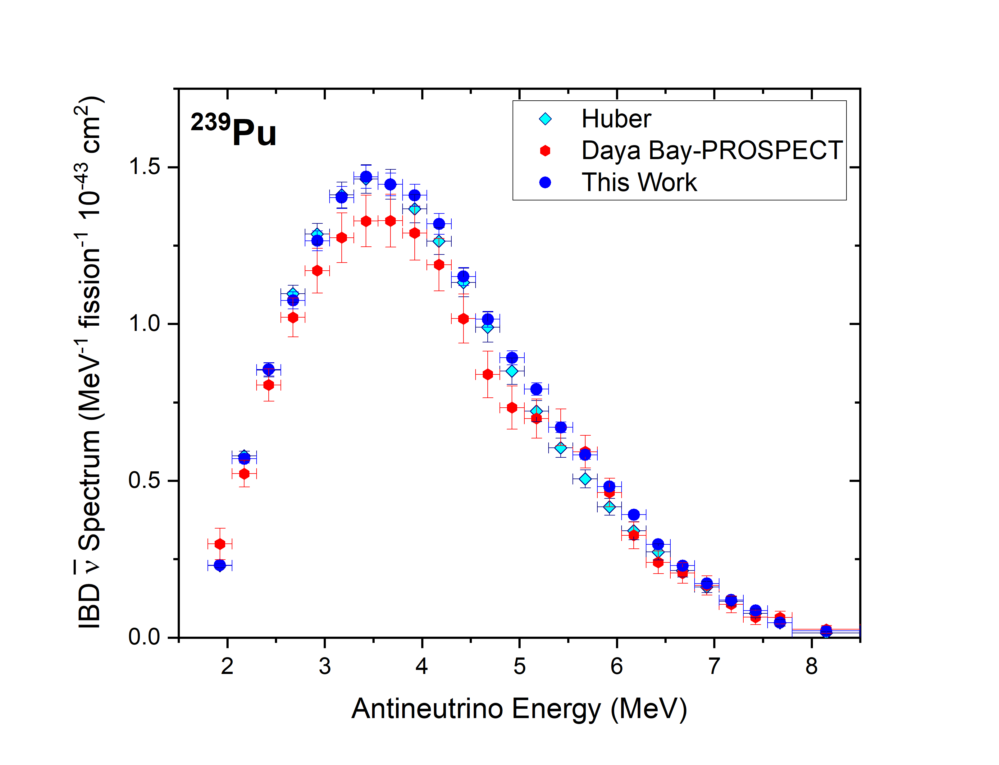 ²³⁹Pu
Huber
Daya Bay-PROSPECT
This Work
IBD ν̅ Spectrum (MeV⁻¹ fission⁻¹ 10⁻⁴³ cm²)
1.5
1.0
0.5
0.0
2 3 4 5 6 7 8
Antineutrino Energy (MeV)